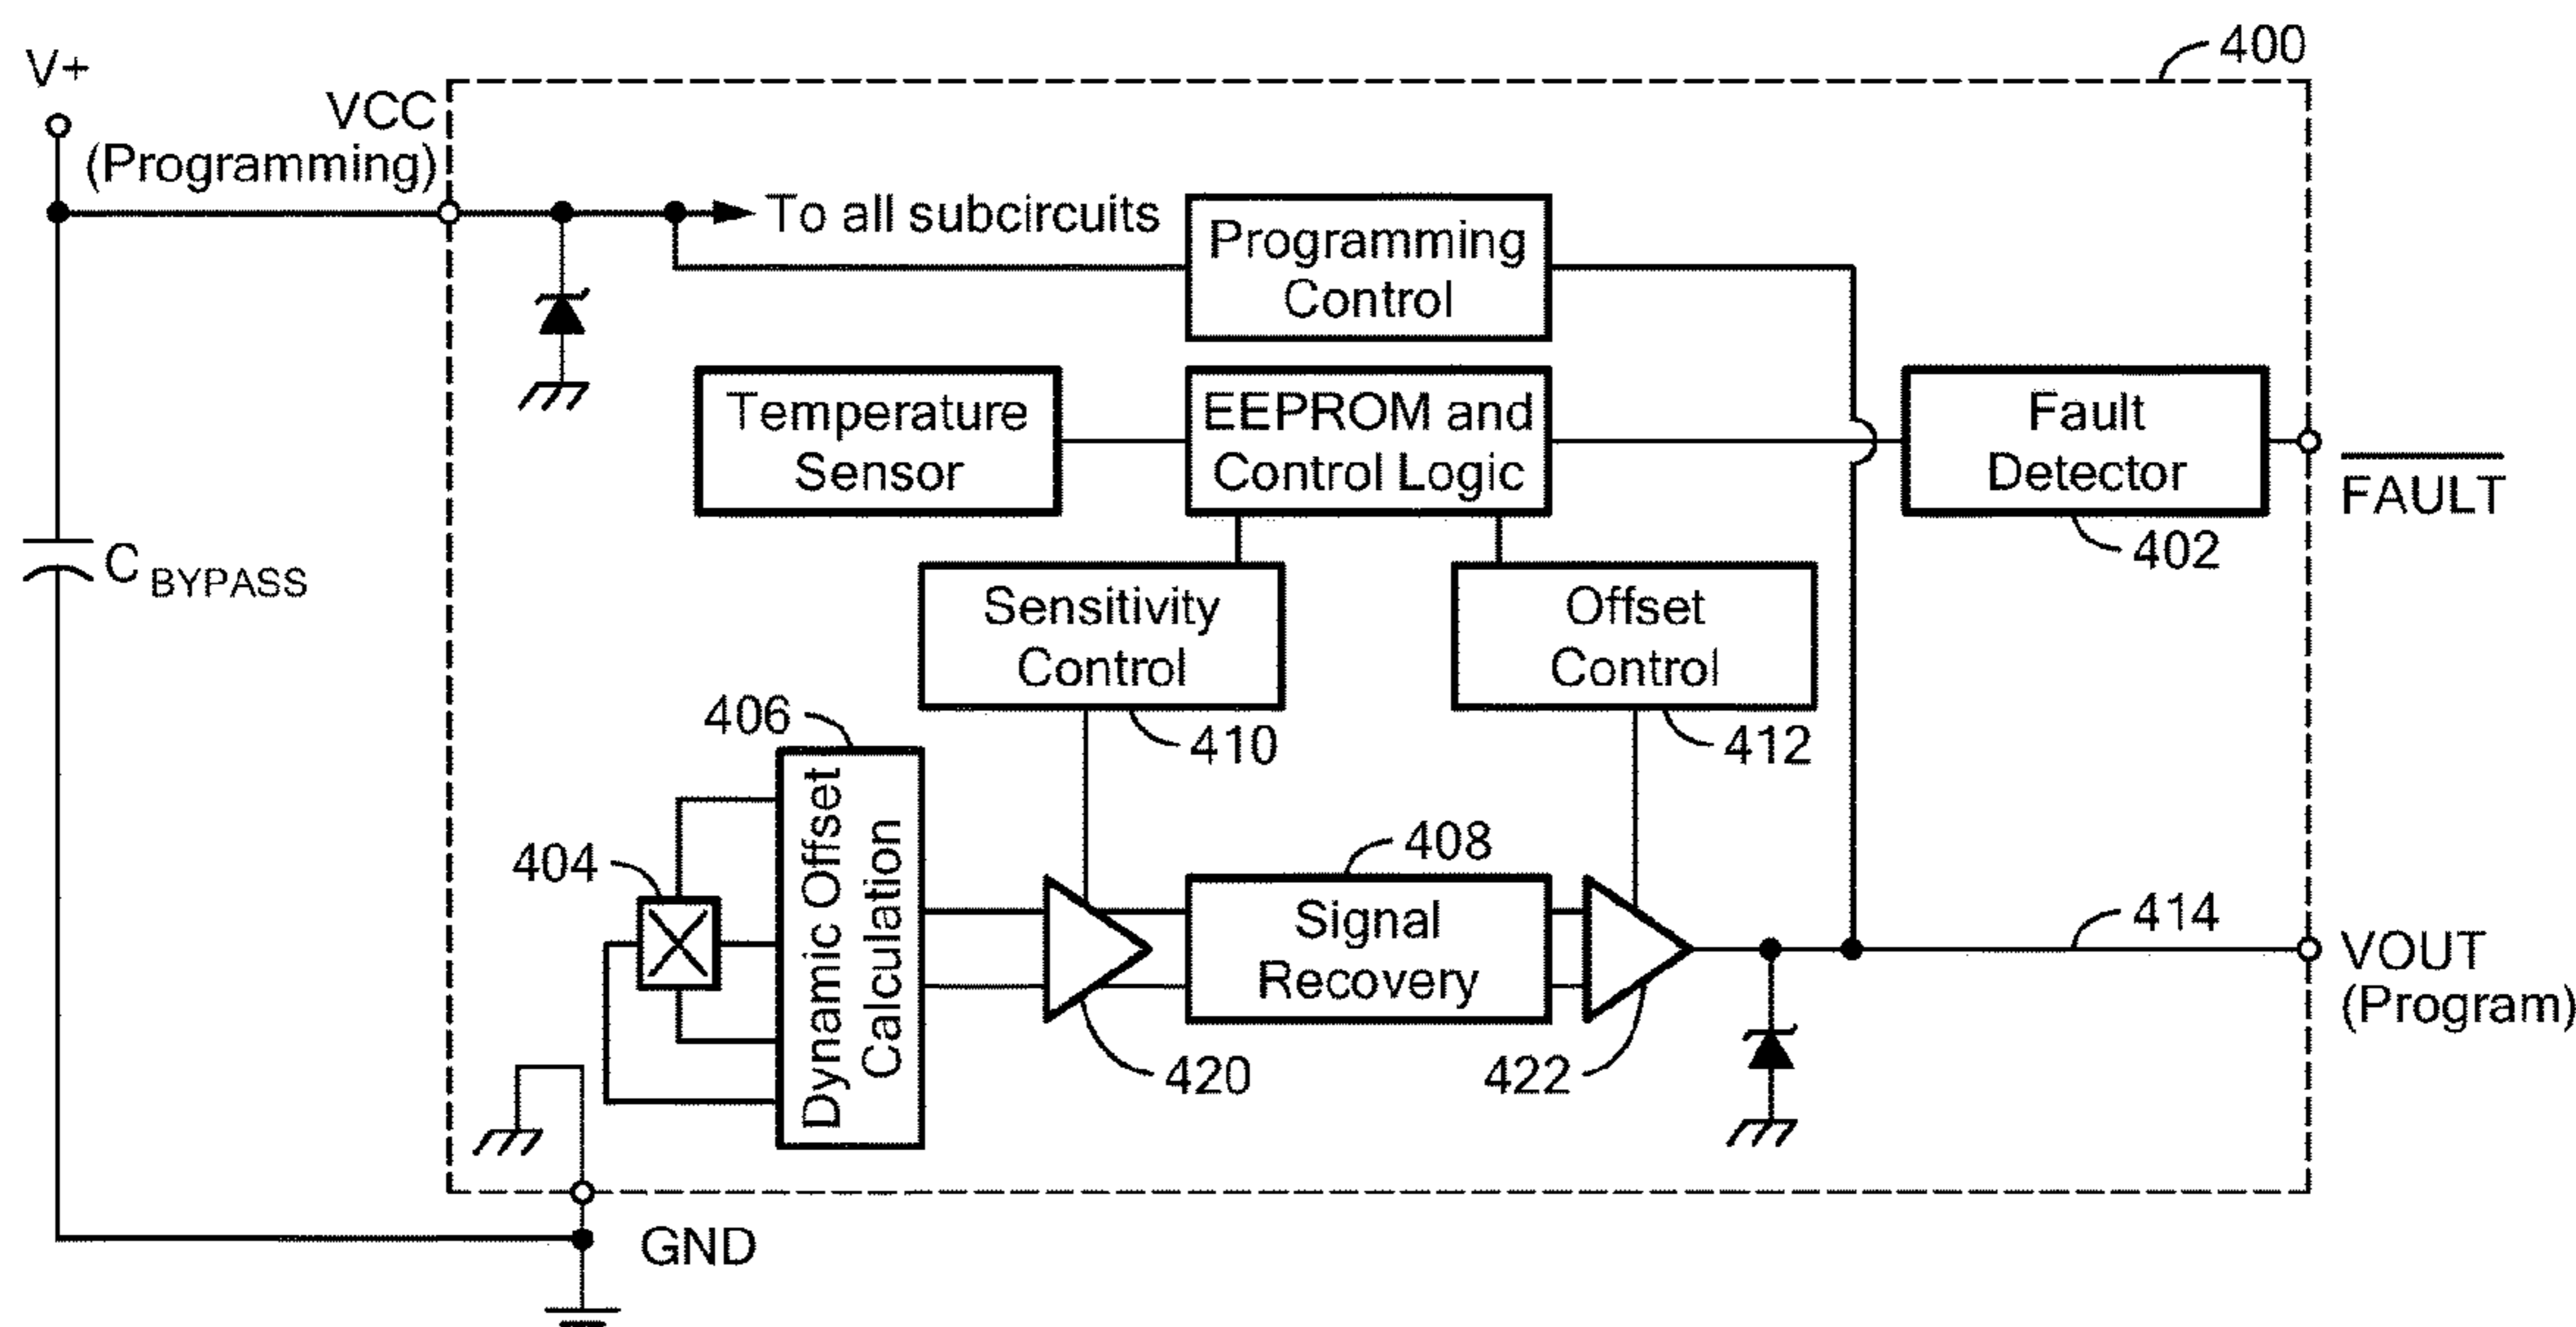 400
V+
VCC
(Programming)
To all subcircuits
Programming
Control
Temperature
Sensor
EEPROM and
Control Logic
Fault
Detector
FAULT
402
C BYPASS
Sensitivity
Control
Offset
Control
406
410
412
Dynamic Offset
Calculation
404
408
Signal
Recovery
414
VOUT
(Program)
420
422
GND